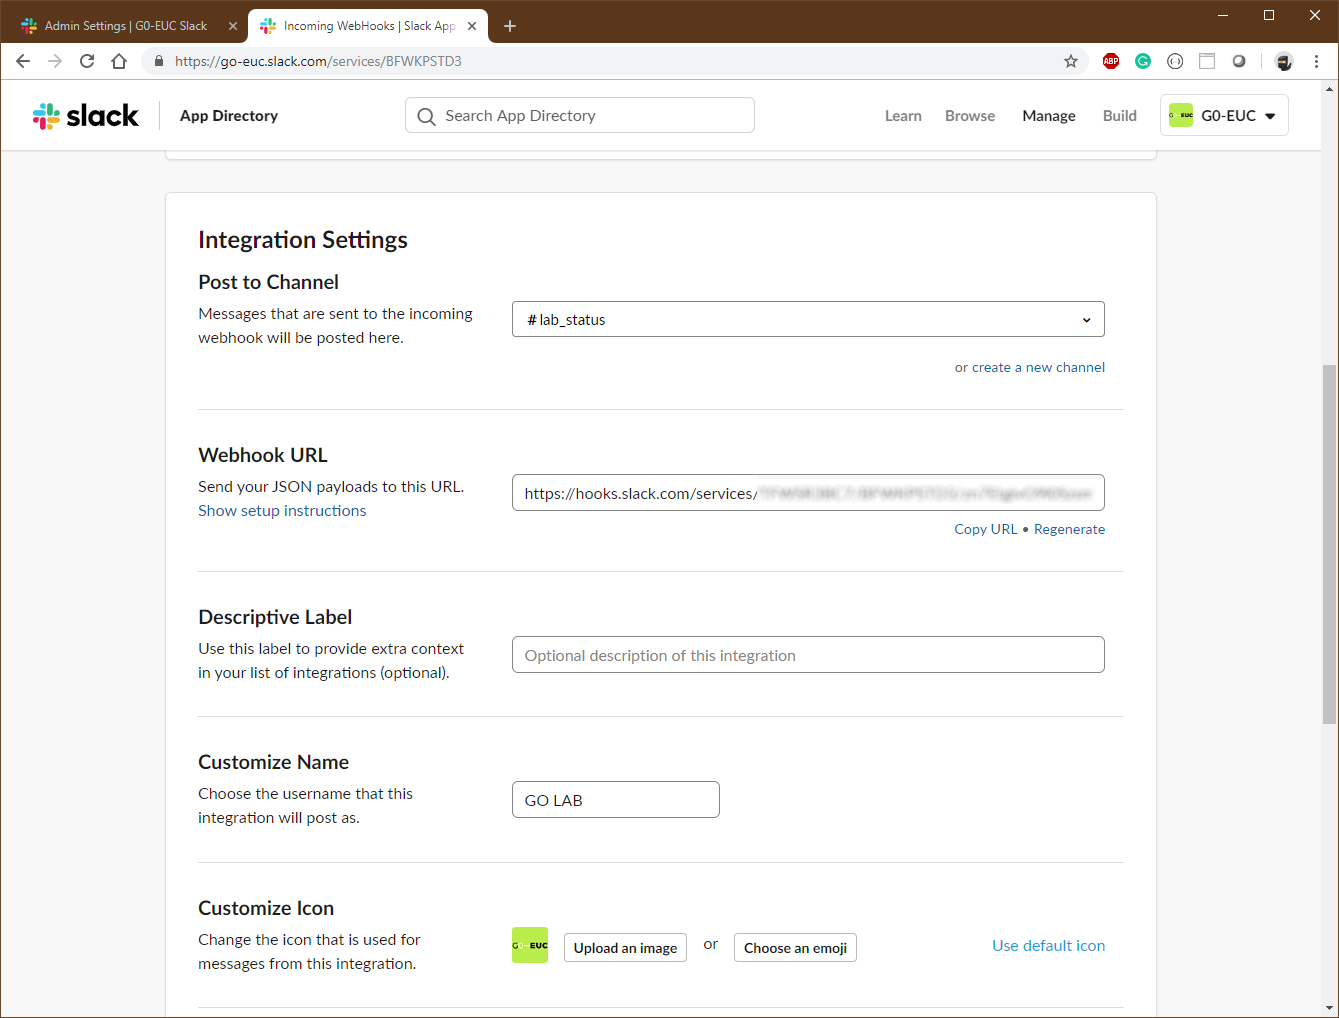 Admin Settings | G0-EUC Slack
Incoming WebHooks | Slack App
https://go-euc.slack.com/services/BFWKPSTD3
ABP
slack
App Directory
Search App Directory
Learn
Browse
Manage
Build
G0-EUC
G0-EUC
Integration Settings
Post to Channel
Messages that are sent to the incoming
webhook will be posted here.
# lab_status
or create a new channel
Webhook URL
Send your JSON payloads to this URL.
Show setup instructions
https://hooks.slack.com/services/
Copy URL • Regenerate
Descriptive Label
Use this label to provide extra context
in your list of integrations (optional).
Optional description of this integration
Customize Name
Choose the username that this
integration will post as.
GO LAB
Customize Icon
Change the icon that is used for
messages from this integration.
G0-EUC
Upload an image
or
Choose an emoji
Use default icon